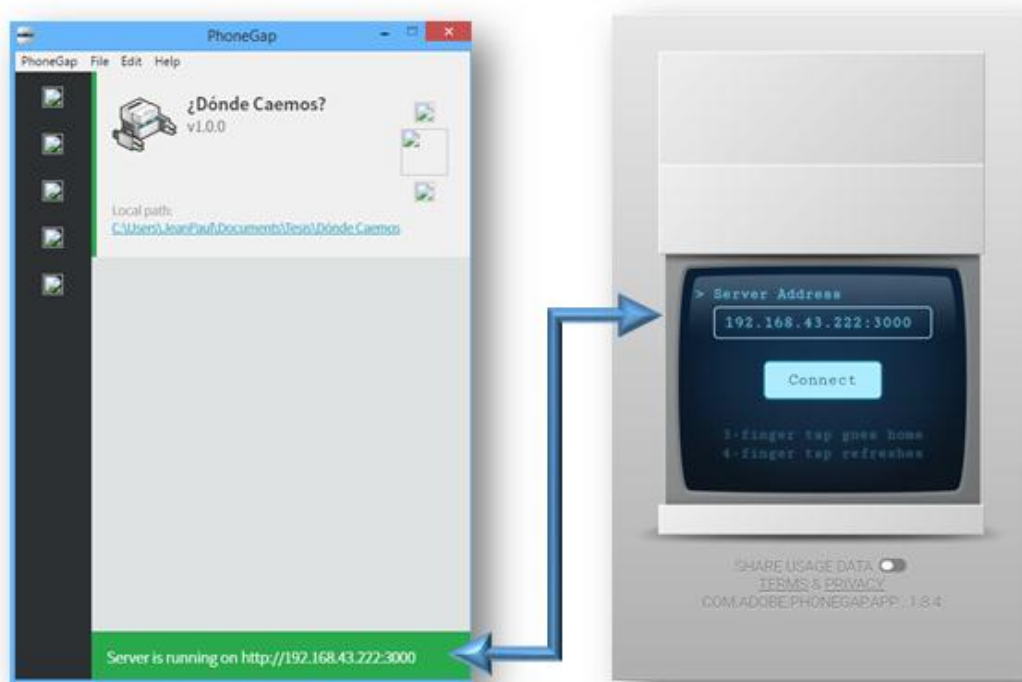 PhoneGap
PhoneGap File Edit Help
¿Dónde Caemos?
v1.0.0
Local path:
C:\Users\JeanPaul\Documents\Tesis\Dónde Caemos
Server is running on http://192.168.43.222:3000
> Server Address
192.168.43.222:3000
Connect
3-finger tap goes home
4-finger tap refreshes
SHARE USAGE DATA
TERMS & PRIVACY
COM.ADOBE.PHONEGAP.APP : 1.8.4